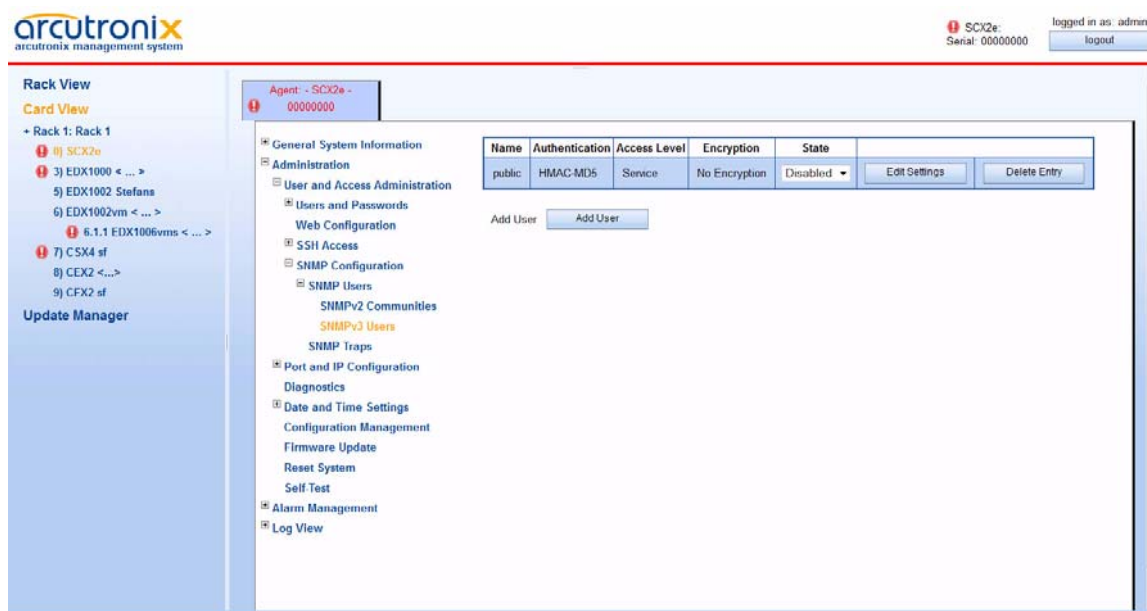 arcutronix
arcutronix management system
SCX2e:
Serial: 00000000
logged in as: admin
logout
Rack View
Card View
+ Rack 1: Rack 1
0) SCX2e
3) EDX1000 < ... >
5) EDX1002 Stefans
6) EDX1002vm < ... >
6.1.1 EDX1006vms < ... >
7) CSX4 sf
8) CEX2 <...>
9) CFX2 sf
Update Manager
Agent: - SCX2e -
00000000
General System Information
Administration
User and Access Administration
Users and Passwords
Web Configuration
SSH Access
SNMP Configuration
SNMP Users
SNMPv2 Communities
SNMPv3 Users
SNMP Traps
Port and IP Configuration
Diagnostics
Date and Time Settings
Configuration Management
Firmware Update
Reset System
Self-Test
Alarm Management
Log View
Name Authentication Access Level Encryption State
public HMAC-MD5 Service No Encryption Disabled Edit Settings Delete Entry
Add User Add User